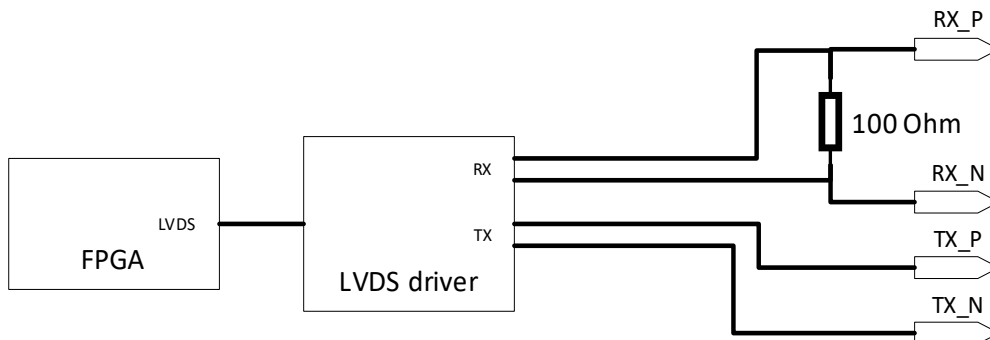 RX_P
100 Ohm
RX
RX_N
LVDS
TX
FPGA
LVDS driver
TX_P
TX_N